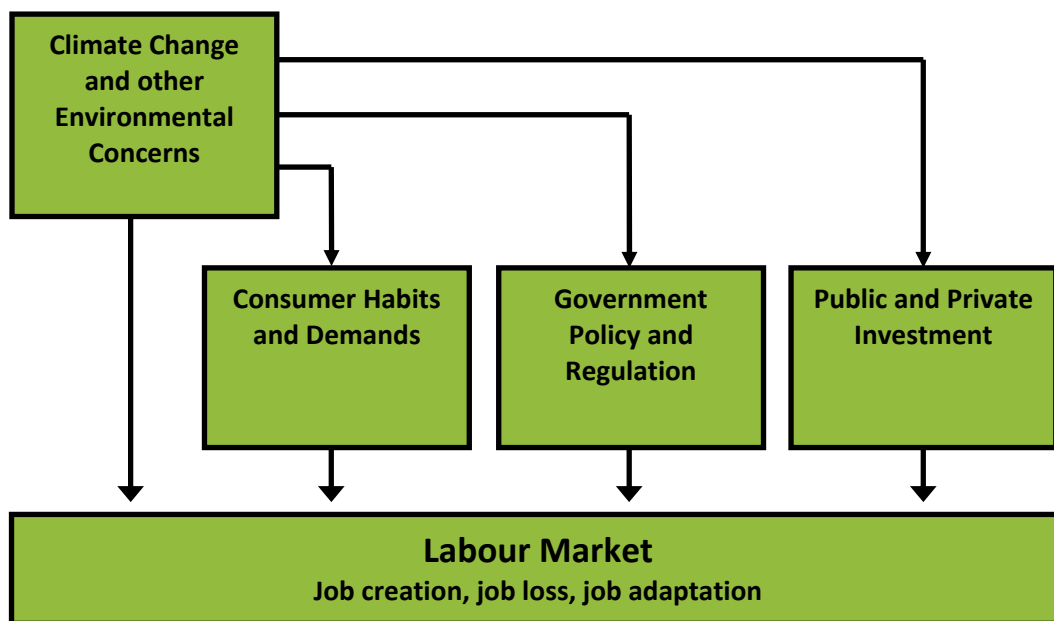 Climate Change
and other
Environmental
Concerns
Consumer Habits
and Demands
Government
Policy and
Regulation
Public and Private
Investment
Labour Market
Job creation, job loss, job adaptation